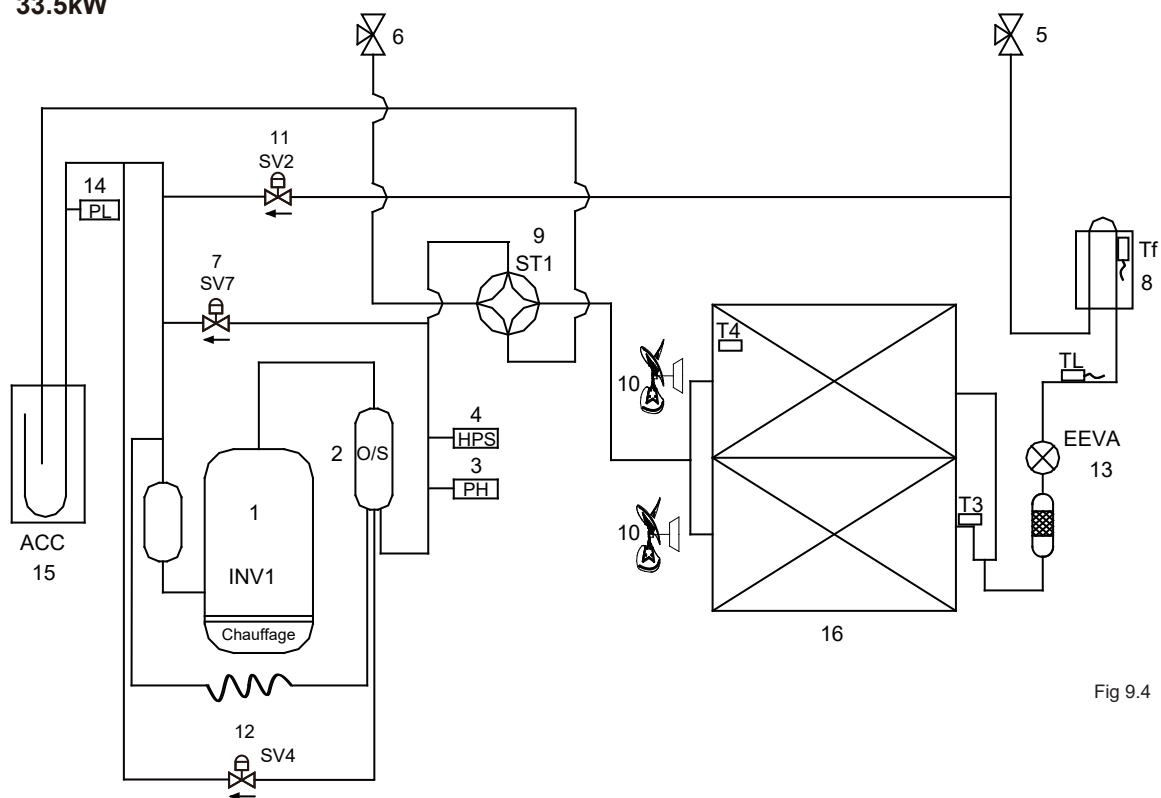 33.5kW
6
5
11
SV2
14
PL
9
ST1
Tf
8
7
SV7
T4
10
TL
4
HPS
2
O/S
EEVA
13
3
PH
T3
1
10
ACC
15
INV1
Chauffage
16
Fig 9.4
12
SV4